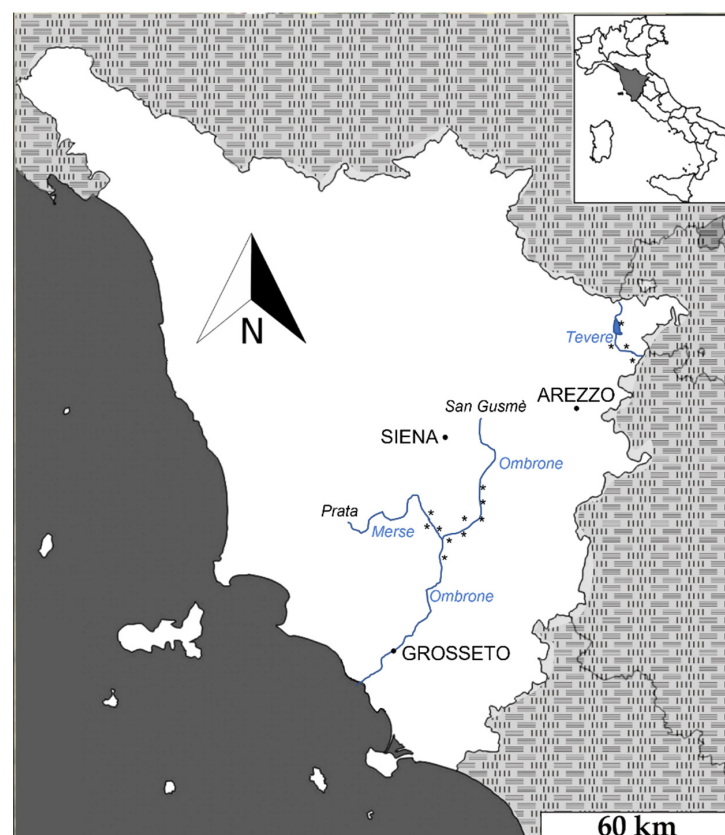 N
Tevere
AREZZO
San Gusmè
SIENA
Ombrone
Prata
Merse
Ombrone
GROSSETO
60 km